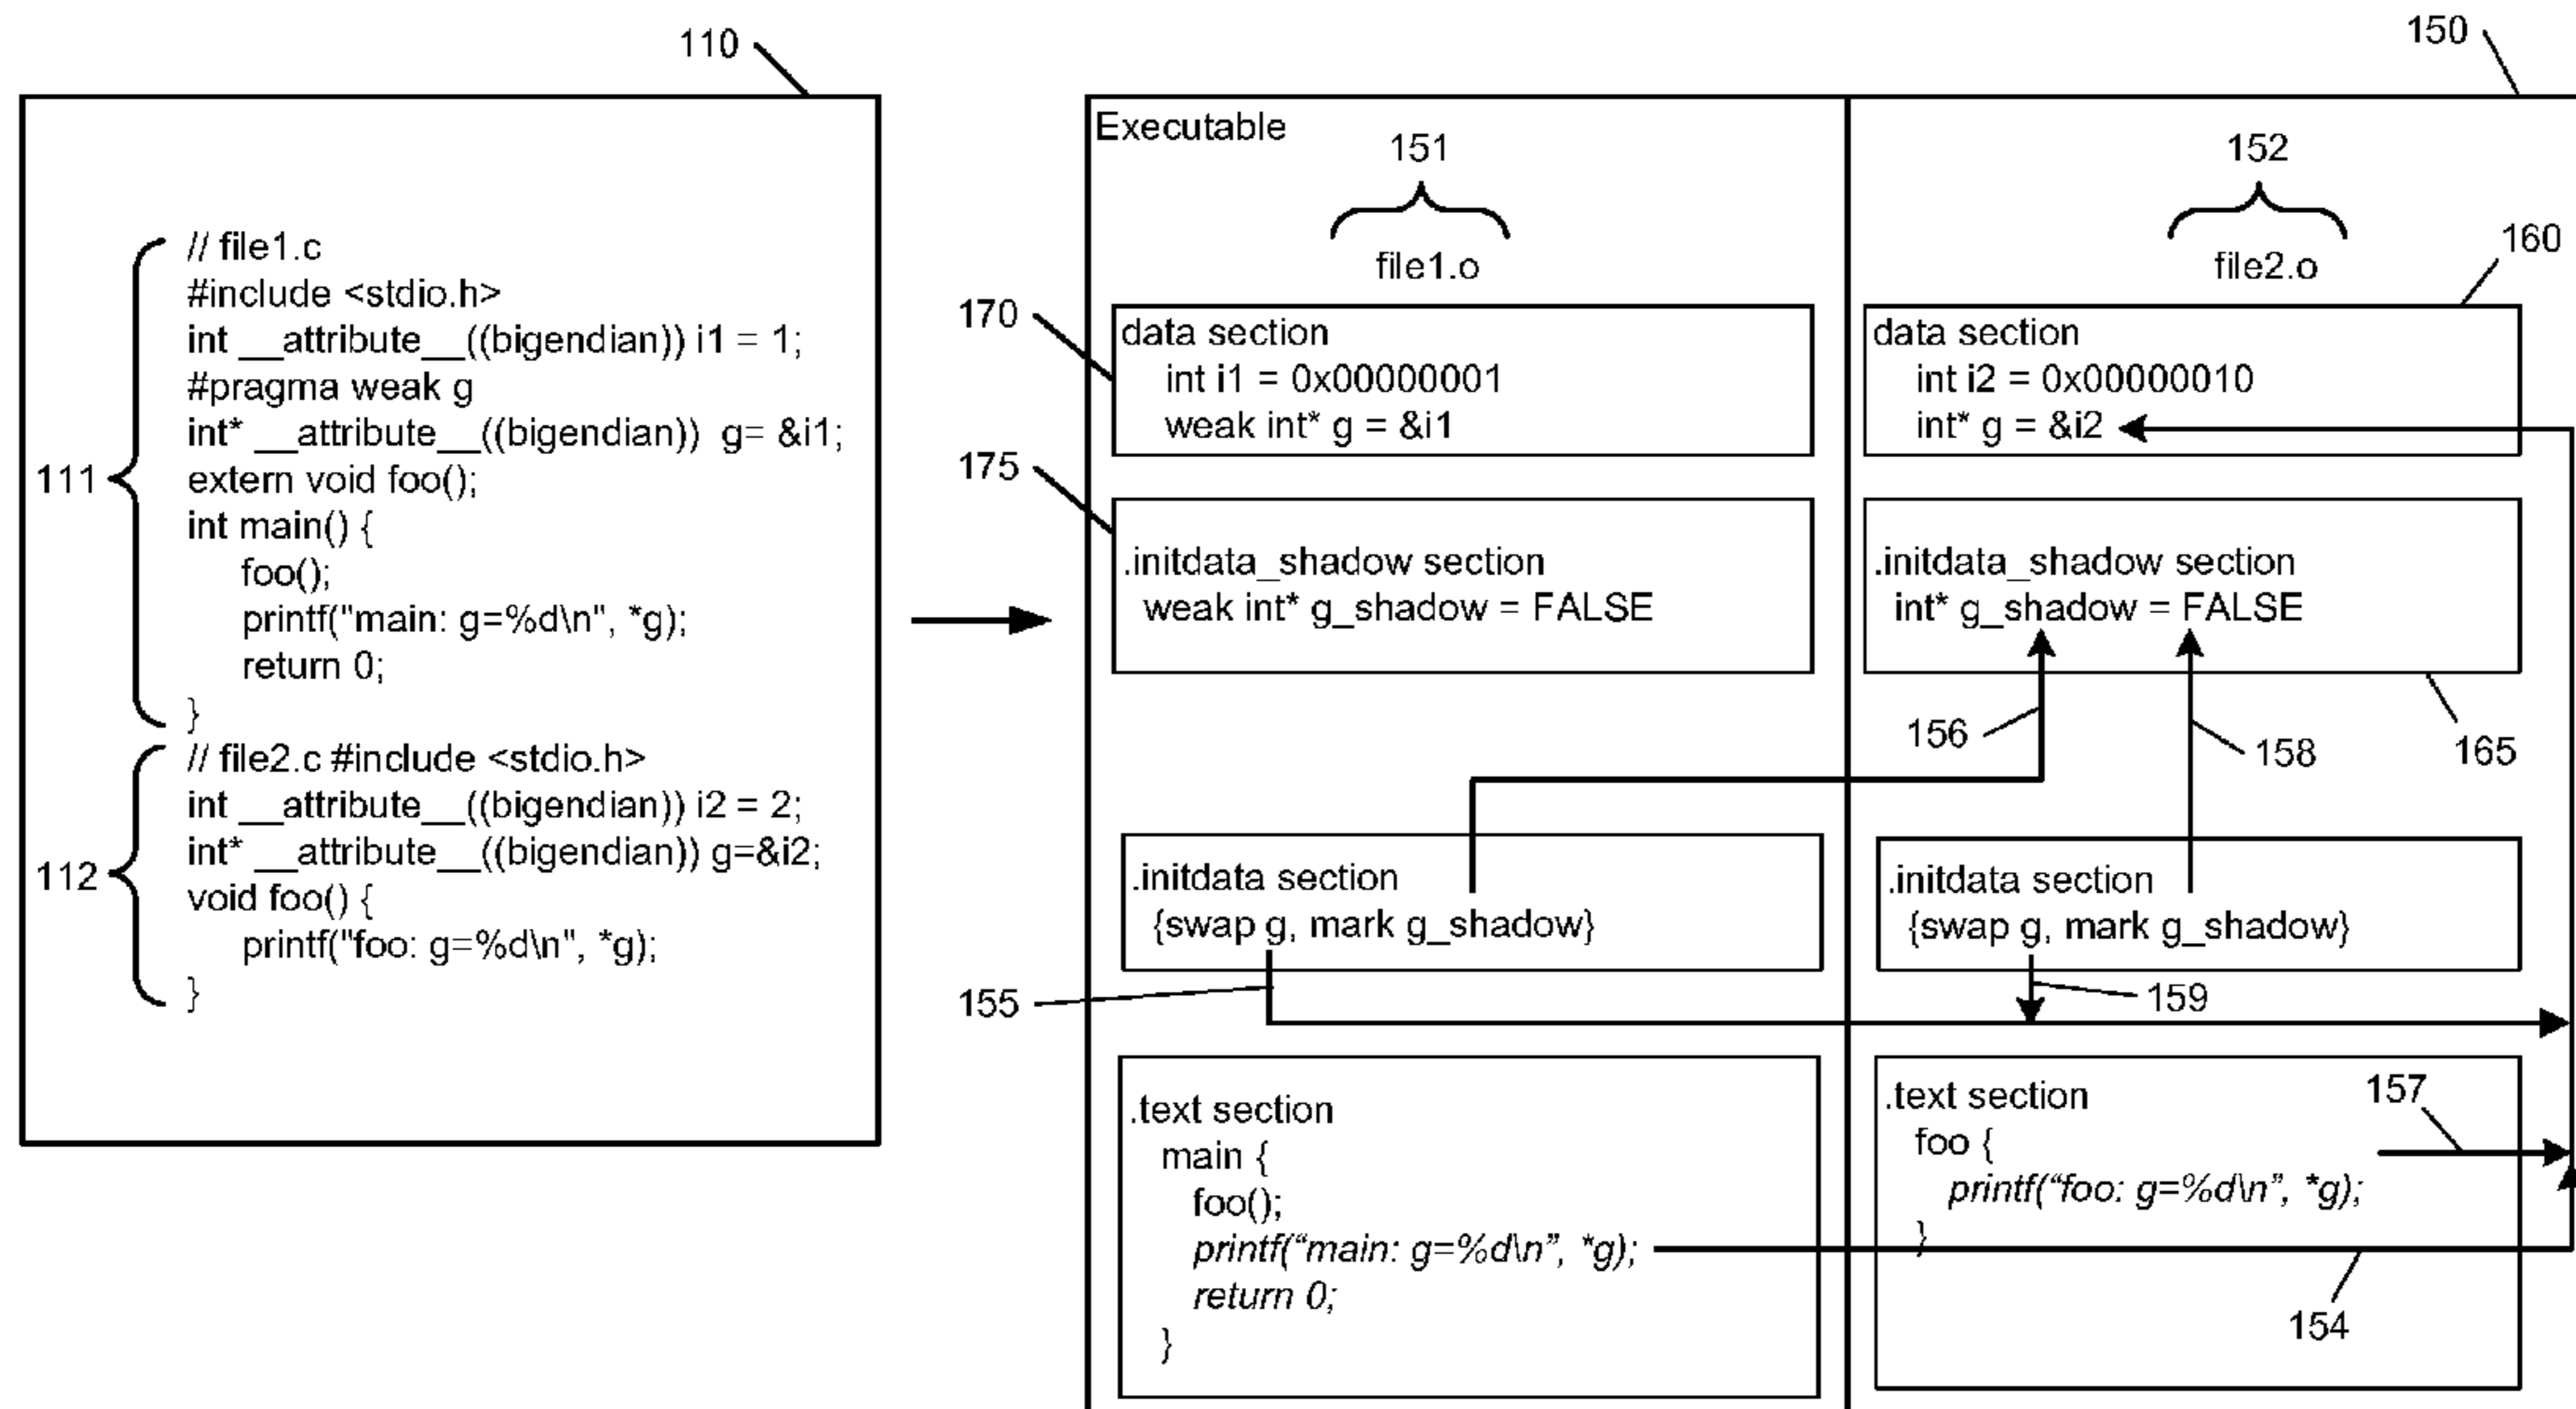 110
// file1.c
#include <stdio.h>
int __attribute__((bigendian)) i1 = 1;
#pragma weak g
int* __attribute__((bigendian))  g= &i1;
extern void foo();
int main() {
foo();
printf("main: g=%d\n", *g);
return 0;
}
111
// file2.c #include <stdio.h>
int __attribute__((bigendian)) i2 = 2;
int* __attribute__((bigendian)) g=&i2;
void foo() {
printf("foo: g=%d\n", *g);
}
112
150
Executable
151
file1.o
170
data section
int i1 = 0x00000001
weak int* g = &i1
175
.initdata_shadow section
weak int* g_shadow = FALSE
.initdata section
{swap g, mark g_shadow}
155
.text section
main {
foo();
printf(“main: g=%d\n”, *g);
return 0;
}
152
file2.o
160
data section
int i2 = 0x00000010
int* g = &i2
.initdata_shadow section
int* g_shadow = FALSE
156
158
165
.initdata section
{swap g, mark g_shadow}
159
.text section
157
foo {
printf(“foo: g=%d\n”, *g);
}
154